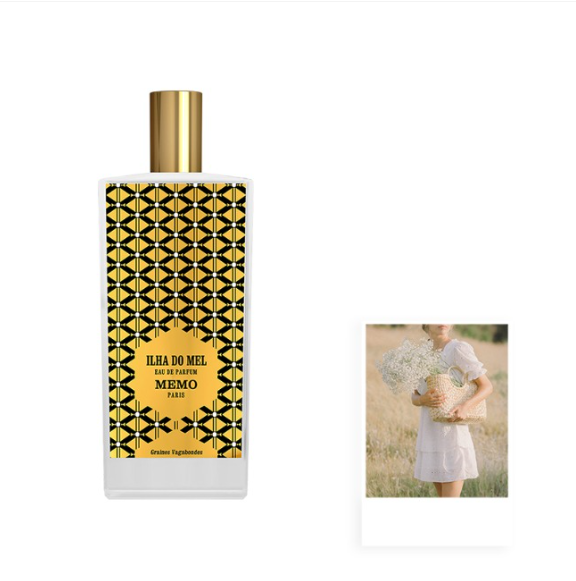 ILHA DO MEL
EAU DE PARFUM
MEMO
PARIS
Graines Vagabondes